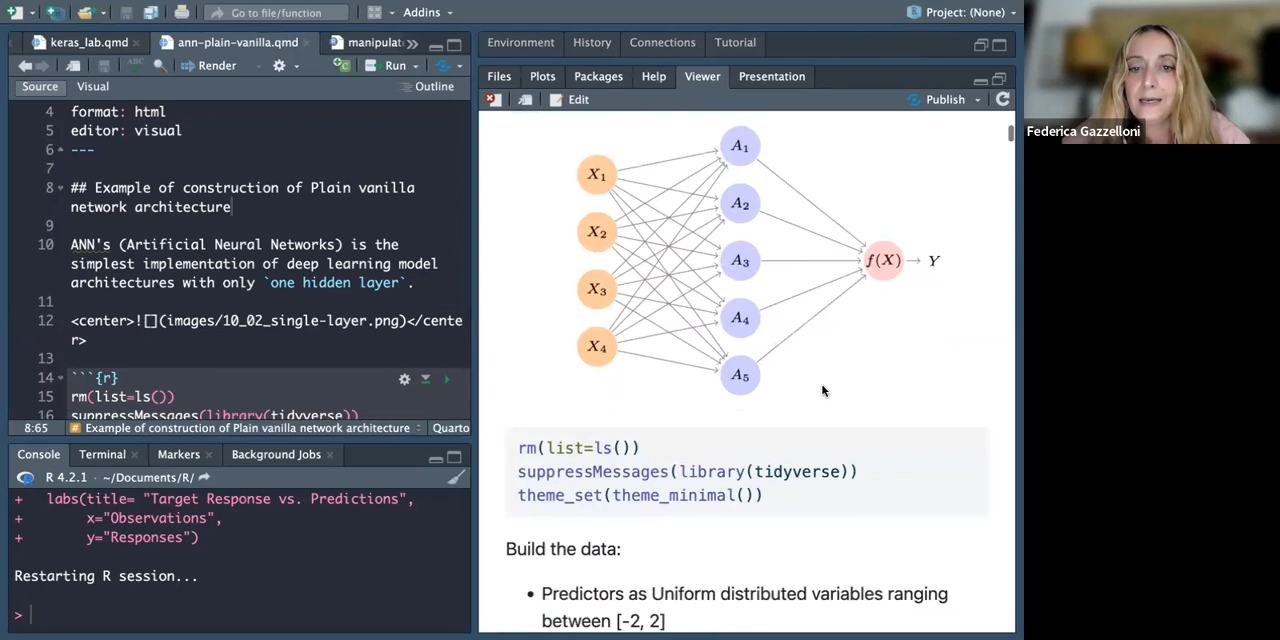 Go to file/function
Addins
Project: (None)
keras_lab.qmd
ann-plain-vanilla.qmd
manipulat
Render
Run
Source
Visual
Outline
4 format: html
5 editor: visual
6 ---
7
8 ## Example of construction of Plain vanilla
network architecture
9
10 ANN's (Artificial Neural Networks) is the
simplest implementation of deep learning model
architectures with only `one hidden layer`.
11
12 <center>![](images/10_02_single-layer.png)</cente
r>
13
14 ```{r}
15 rm(list=ls())
16 suppressMessages(library(tidyverse))
8:65 Example of construction of Plain vanilla network architecture Quarto
Console Terminal Markers Background Jobs
R 4.2.1 · ~/Documents/R/
+ labs(title= "Target Response vs. Predictions",
+ x="Observations",
+ y="Responses")
Restarting R session...
>
Environment History Connections Tutorial
Files Plots Packages Help Viewer Presentation
Edit
Publish
X1
X2
X3
X4
A1
A2
A3
A4
A5
f(X)
Y
rm(list=ls())
suppressMessages(library(tidyverse))
theme_set(theme_minimal())
Build the data:
• Predictors as Uniform distributed variables ranging
between [-2, 2]
Federica Gazzelloni